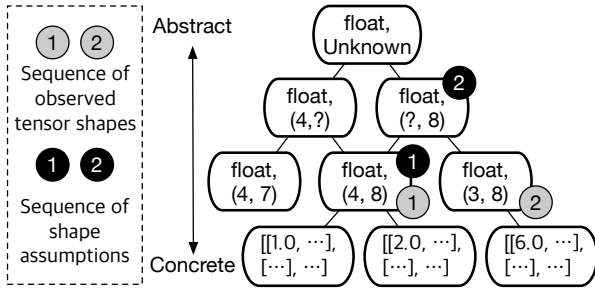 1 2
Sequence of
observed
tensor shapes
1 2
Sequence of
shape
assumptions
Abstract
Concrete
float,
Unknown
float,
(4,?)
float,
(?, 8)
2
float,
(4, 7)
float,
(4, 8)
1
1
float,
(3, 8)
2
[[1.0, ⋯],
[⋯], ⋯]
[[2.0, ⋯],
[⋯], ⋯]
[[6.0, ⋯],
[⋯], ⋯]